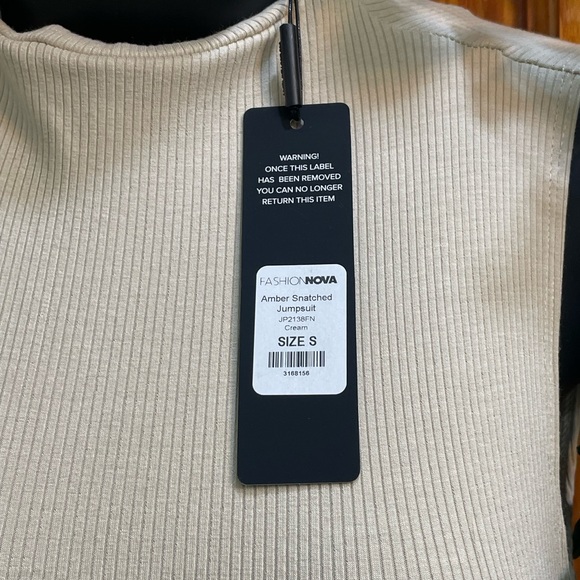 WARNING!
ONCE THIS LABEL
HAS BEEN REMOVED
YOU CAN NO LONGER
RETURN THIS ITEM
FASHIONNOVA
Amber Snatched
Jumpsuit
JP2138FN
Cream
SIZE S
3168156